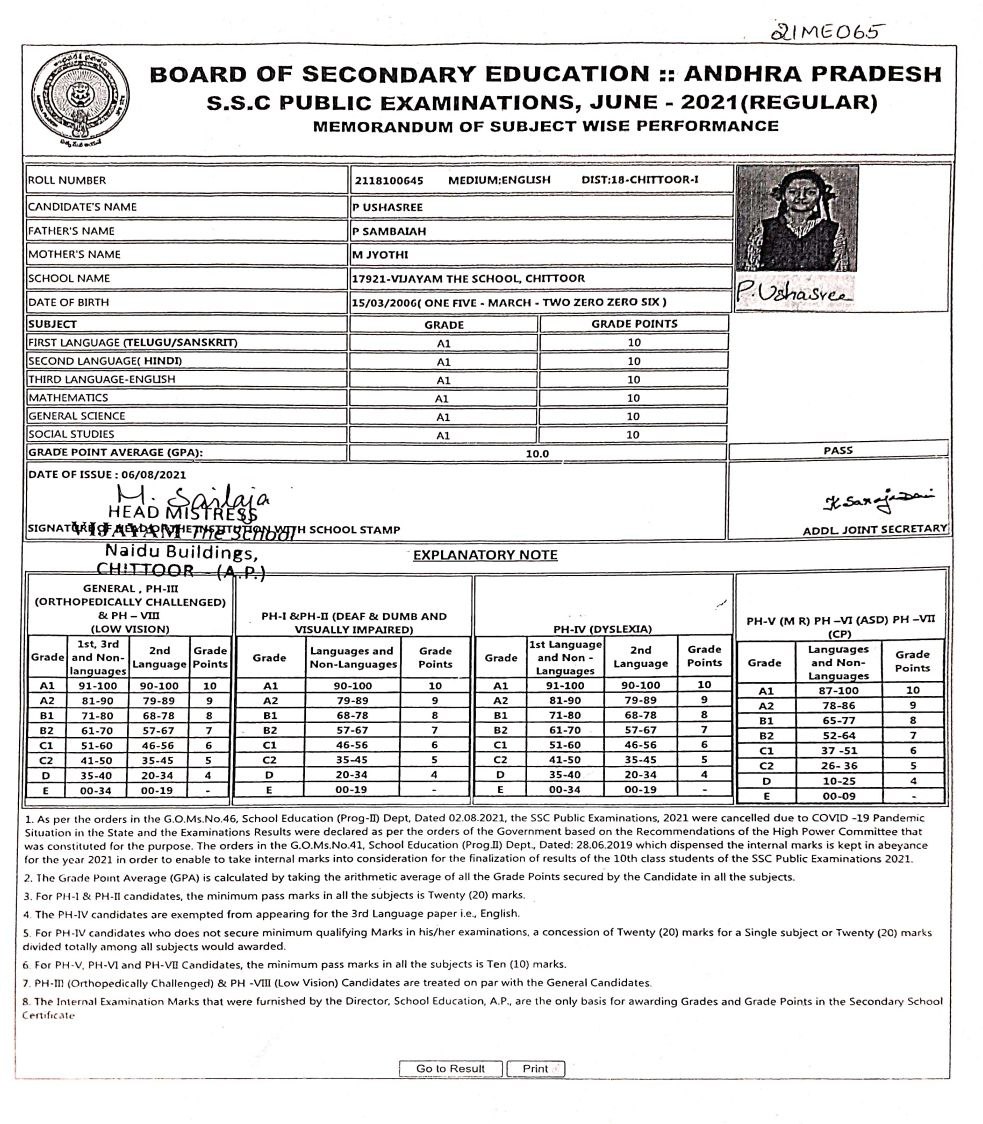 21ME065
BOARD OF SECONDARY EDUCATION :: ANDHRA PRADESH
S.S.C PUBLIC EXAMINATIONS, JUNE - 2021(REGULAR)
MEMORANDUM OF SUBJECT WISE PERFORMANCE
ROLL NUMBER 2118100645 MEDIUM:ENGLISH DIST:18-CHITTOOR-I
CANDIDATE'S NAME P USHASREE
FATHER'S NAME P SAMBAIAH
MOTHER'S NAME M JYOTHI
SCHOOL NAME 17921-VIJAYAM THE SCHOOL, CHITTOOR
DATE OF BIRTH 15/03/2006( ONE FIVE - MARCH - TWO ZERO ZERO SIX )
P. Ushasree
SUBJECT GRADE GRADE POINTS
FIRST LANGUAGE (TELUGU/SANSKRIT) A1 10
SECOND LANGUAGE( HINDI) A1 10
THIRD LANGUAGE-ENGLISH A1 10
MATHEMATICS A1 10
GENERAL SCIENCE A1 10
SOCIAL STUDIES A1 10
GRADE POINT AVERAGE (GPA): 10.0 PASS
DATE OF ISSUE : 06/08/2021
M. Sailaja
HEAD MISTRESS
SIGNATURE OF HEAD OF THE INSTITUTION WITH SCHOOL STAMP
VIJAYAM The School
ADDL. JOINT SECRETARY
Naidu Buildings,
CHITTOOR - (A.P.)
EXPLANATORY NOTE
GENERAL , PH-III
(ORTHOPEDICALLY CHALLENGED)
& PH – VIII
(LOW VISION)
Grade 1st, 3rd and Non-languages 2nd Language Grade Points
A1 91-100 90-100 10
A2 81-90 79-89 9
B1 71-80 68-78 8
B2 61-70 57-67 7
C1 51-60 46-56 6
C2 41-50 35-45 5
D 35-40 20-34 4
E 00-34 00-19 -
PH-I &PH-II (DEAF & DUMB AND
VISUALLY IMPAIRED)
Grade Languages and Non-Languages Grade Points
A1 90-100 10
A2 79-89 9
B1 68-78 8
B2 57-67 7
C1 46-56 6
C2 35-45 5
D 20-34 4
E 00-19 -
PH-IV (DYSLEXIA)
Grade 1st Language and Non - Languages 2nd Language Grade Points
A1 91-100 90-100 10
A2 81-90 79-89 9
B1 71-80 68-78 8
B2 61-70 57-67 7
C1 51-60 46-56 6
C2 41-50 35-45 5
D 35-40 20-34 4
E 00-34 00-19 -
PH-V (M R) PH –VI (ASD) PH –VII
(CP)
Grade Languages and Non-Languages Grade Points
A1 87-100 10
A2 78-86 9
B1 65-77 8
B2 52-64 7
C1 37 -51 6
C2 26- 36 5
D 10-25 4
E 00-09 -
1. As per the orders in the G.O.Ms.No.46, School Education (Prog-II) Dept, Dated 02.08.2021, the SSC Public Examinations, 2021 were cancelled due to COVID -19 Pandemic
Situation in the State and the Examinations Results were declared as per the orders of the Government based on the Recommendations of the High Power Committee that
was constituted for the purpose. The orders in the G.O.Ms.No.41, School Education (Prog.II) Dept., Dated: 28.06.2019 which dispensed the internal marks is kept in abeyance
for the year 2021 in order to enable to take internal marks into consideration for the finalization of results of the 10th class students of the SSC Public Examinations 2021.
2. The Grade Point Average (GPA) is calculated by taking the arithmetic average of all the Grade Points secured by the Candidate in all the subjects.
3. For PH-I & PH-II candidates, the minimum pass marks in all the subjects is Twenty (20) marks.
4. The PH-IV candidates are exempted from appearing for the 3rd Language paper i.e., English.
5. For PH-IV candidates who does not secure minimum qualifying Marks in his/her examinations, a concession of Twenty (20) marks for a Single subject or Twenty (20) marks
divided totally among all subjects would awarded.
6. For PH-V, PH-VI and PH-VII Candidates, the minimum pass marks in all the subjects is Ten (10) marks.
7. PH-III (Orthopedically Challenged) & PH -VIII (Low Vision) Candidates are treated on par with the General Candidates.
8. The Internal Examination Marks that were furnished by the Director, School Education, A.P., are the only basis for awarding Grades and Grade Points in the Secondary School
Certificate
Go to Result Print